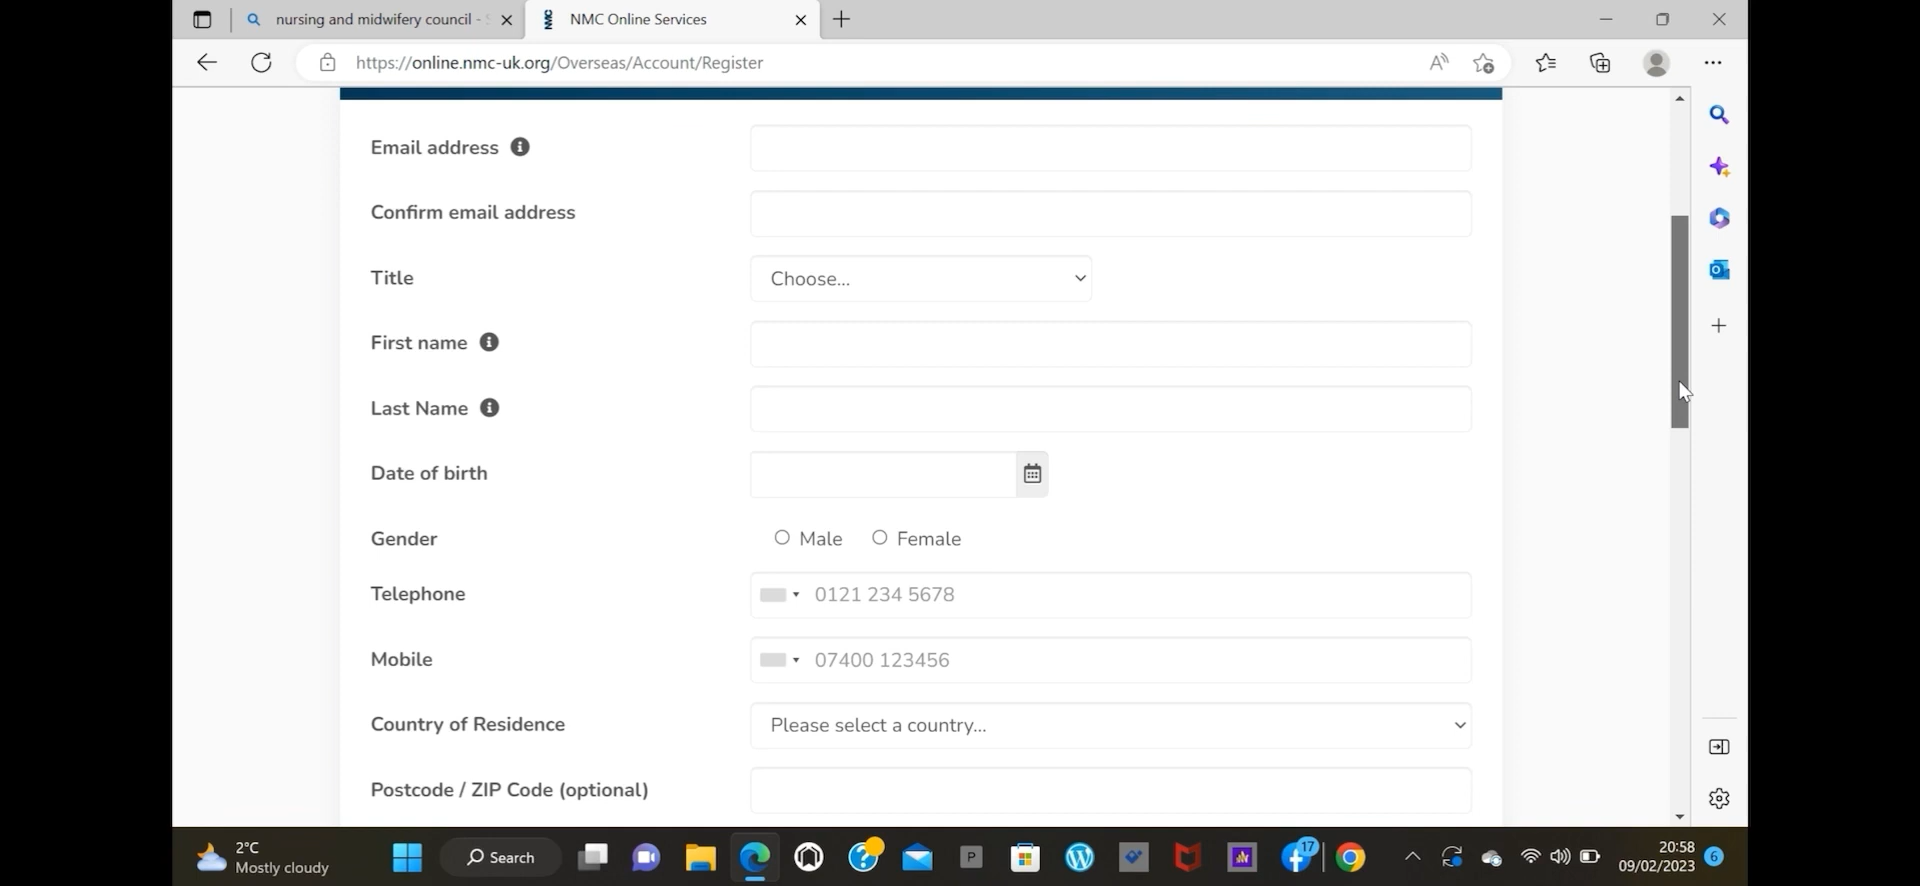 nursing and midwifery council -
NMC Online Services
https://online.nmc-uk.org/Overseas/Account/Register
Email address
Confirm email address
Title
Choose...
First name
Last Name
Date of birth
Gender
Male
Female
Telephone
0121 234 5678
Mobile
07400 123456
Country of Residence
Please select a country...
Postcode / ZIP Code (optional)
2°C
Mostly cloudy
Search
P
17
20:58
09/02/2023
6